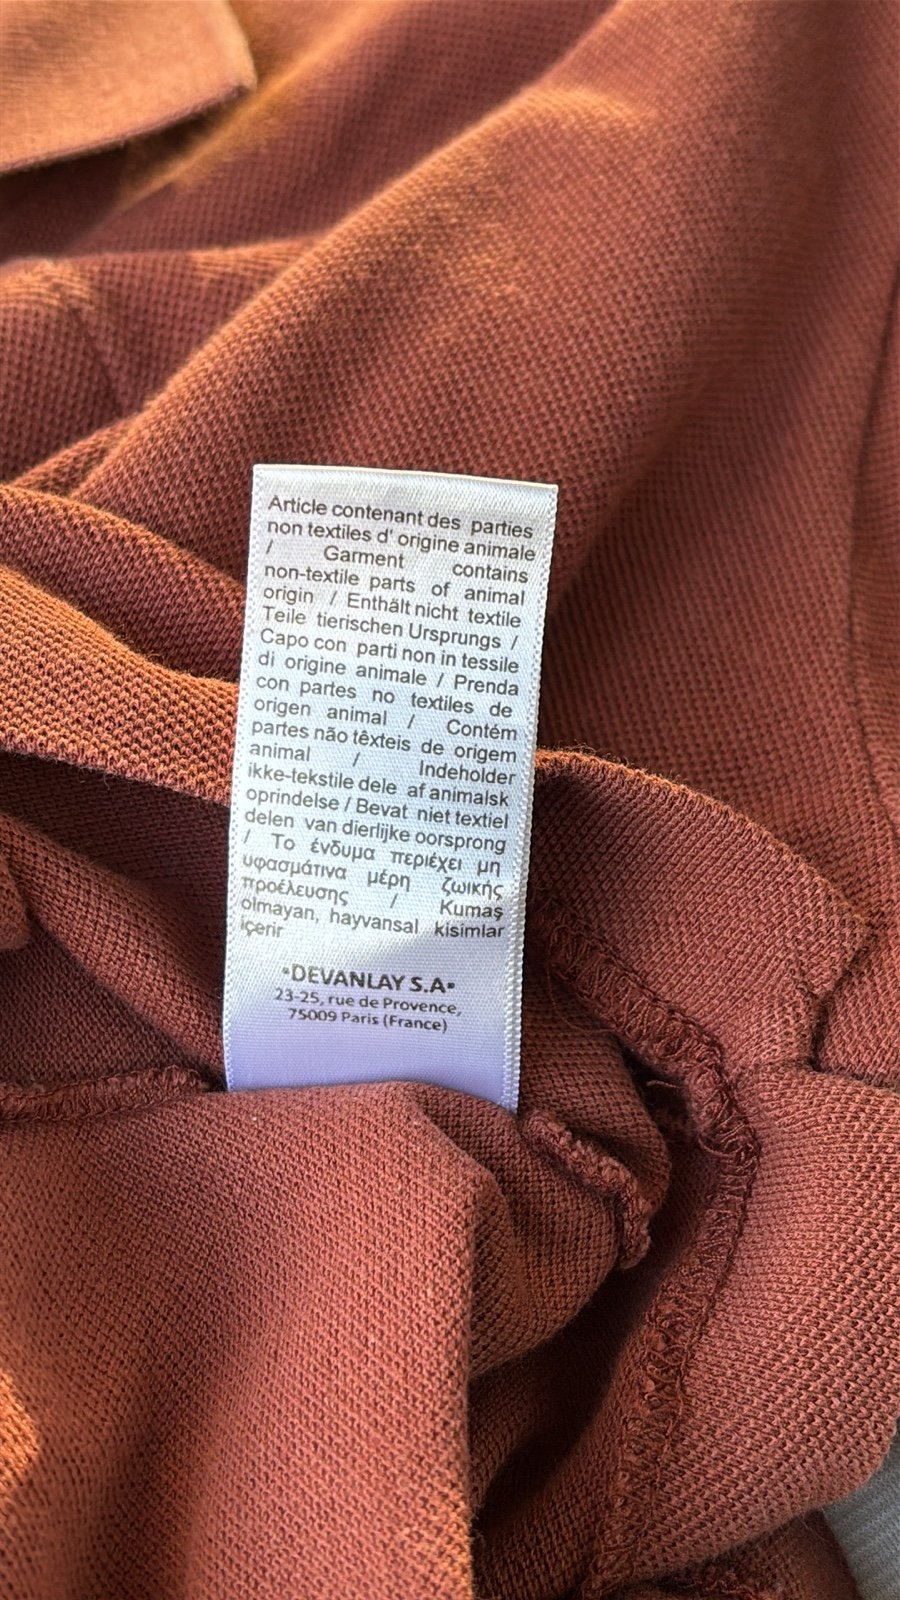 Article contenant des parties
non textiles d' origine animale
/ Garment contains
non-textile parts of animal
origin / Enthält nicht textile
Teile tierischen Ursprungs /
Capo con parti non in tessile
di origine animale / Prenda
con partes no textiles de
origen animal / Contém
partes não têxteis de origem
animal / Indeholder
ikke-tekstile dele af animalsk
oprindelse / Bevat niet textiel
delen van dierlijke oorsprong
/ Το ένδυμα περιέχει μη
υφασμάτινα μέρη ζωικής
προέλευσης / Kumaş
olmayan, hayvansal kisimlar
içerir
•DEVANLAY S.A•
23-25, rue de Provence,
75009 Paris (France)